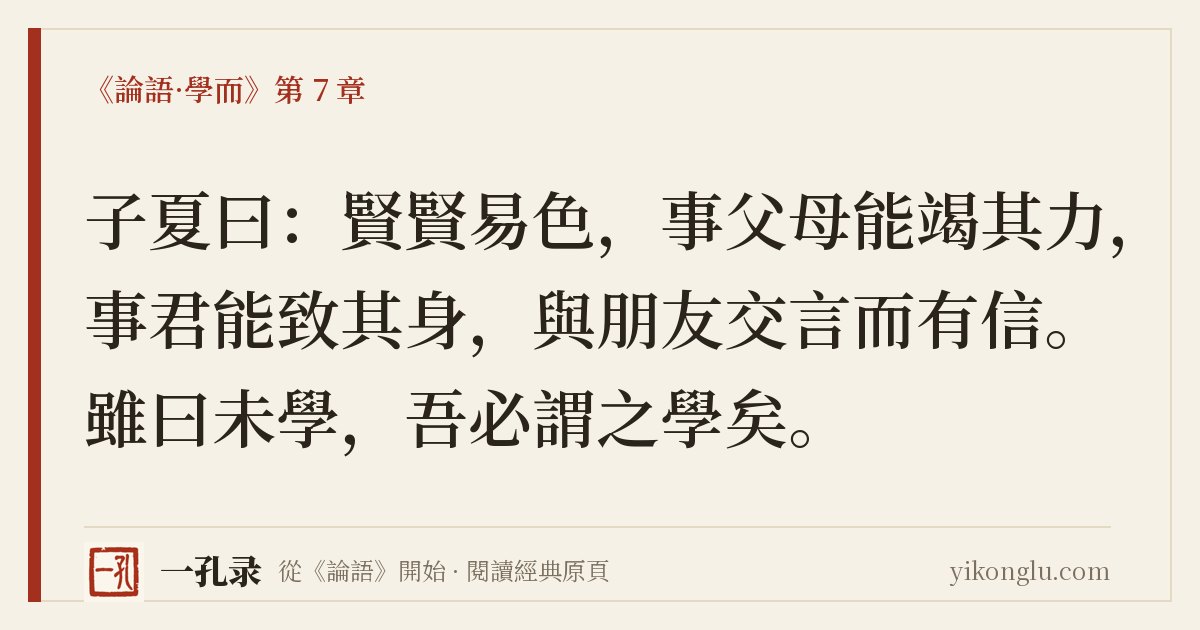 《論語·學而》第 7 章
子夏曰：賢賢易色，事父母能竭其力，
事君能致其身，與朋友交言而有信。
雖曰未學，吾必謂之學矣。
一孔
一孔录 從《論語》開始 · 閱讀經典原頁
yikonglu.com